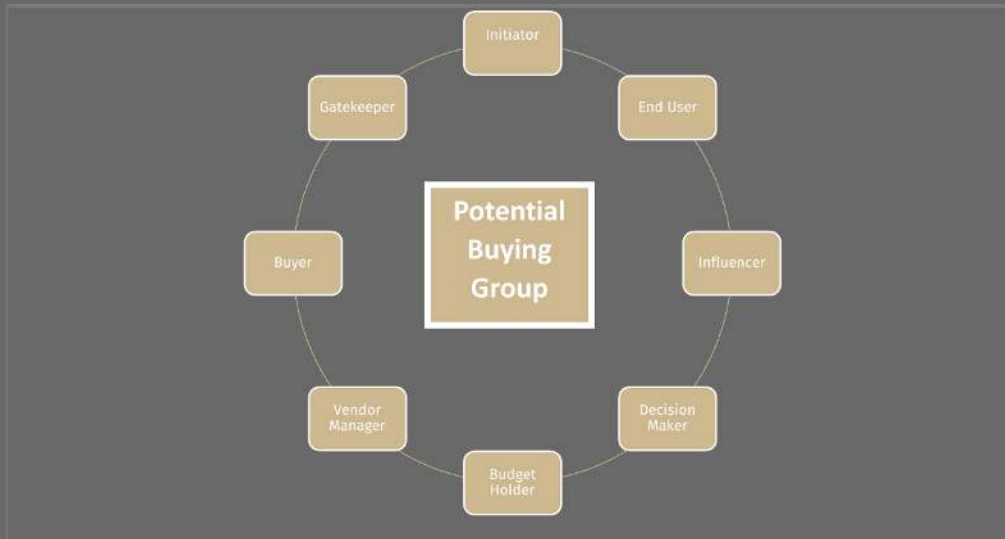 Initiator
End User
Influencer
Decision
Maker
Budget
Holder
Vendor
Manager
Buyer
Gatekeeper
Potential
Buying
Group